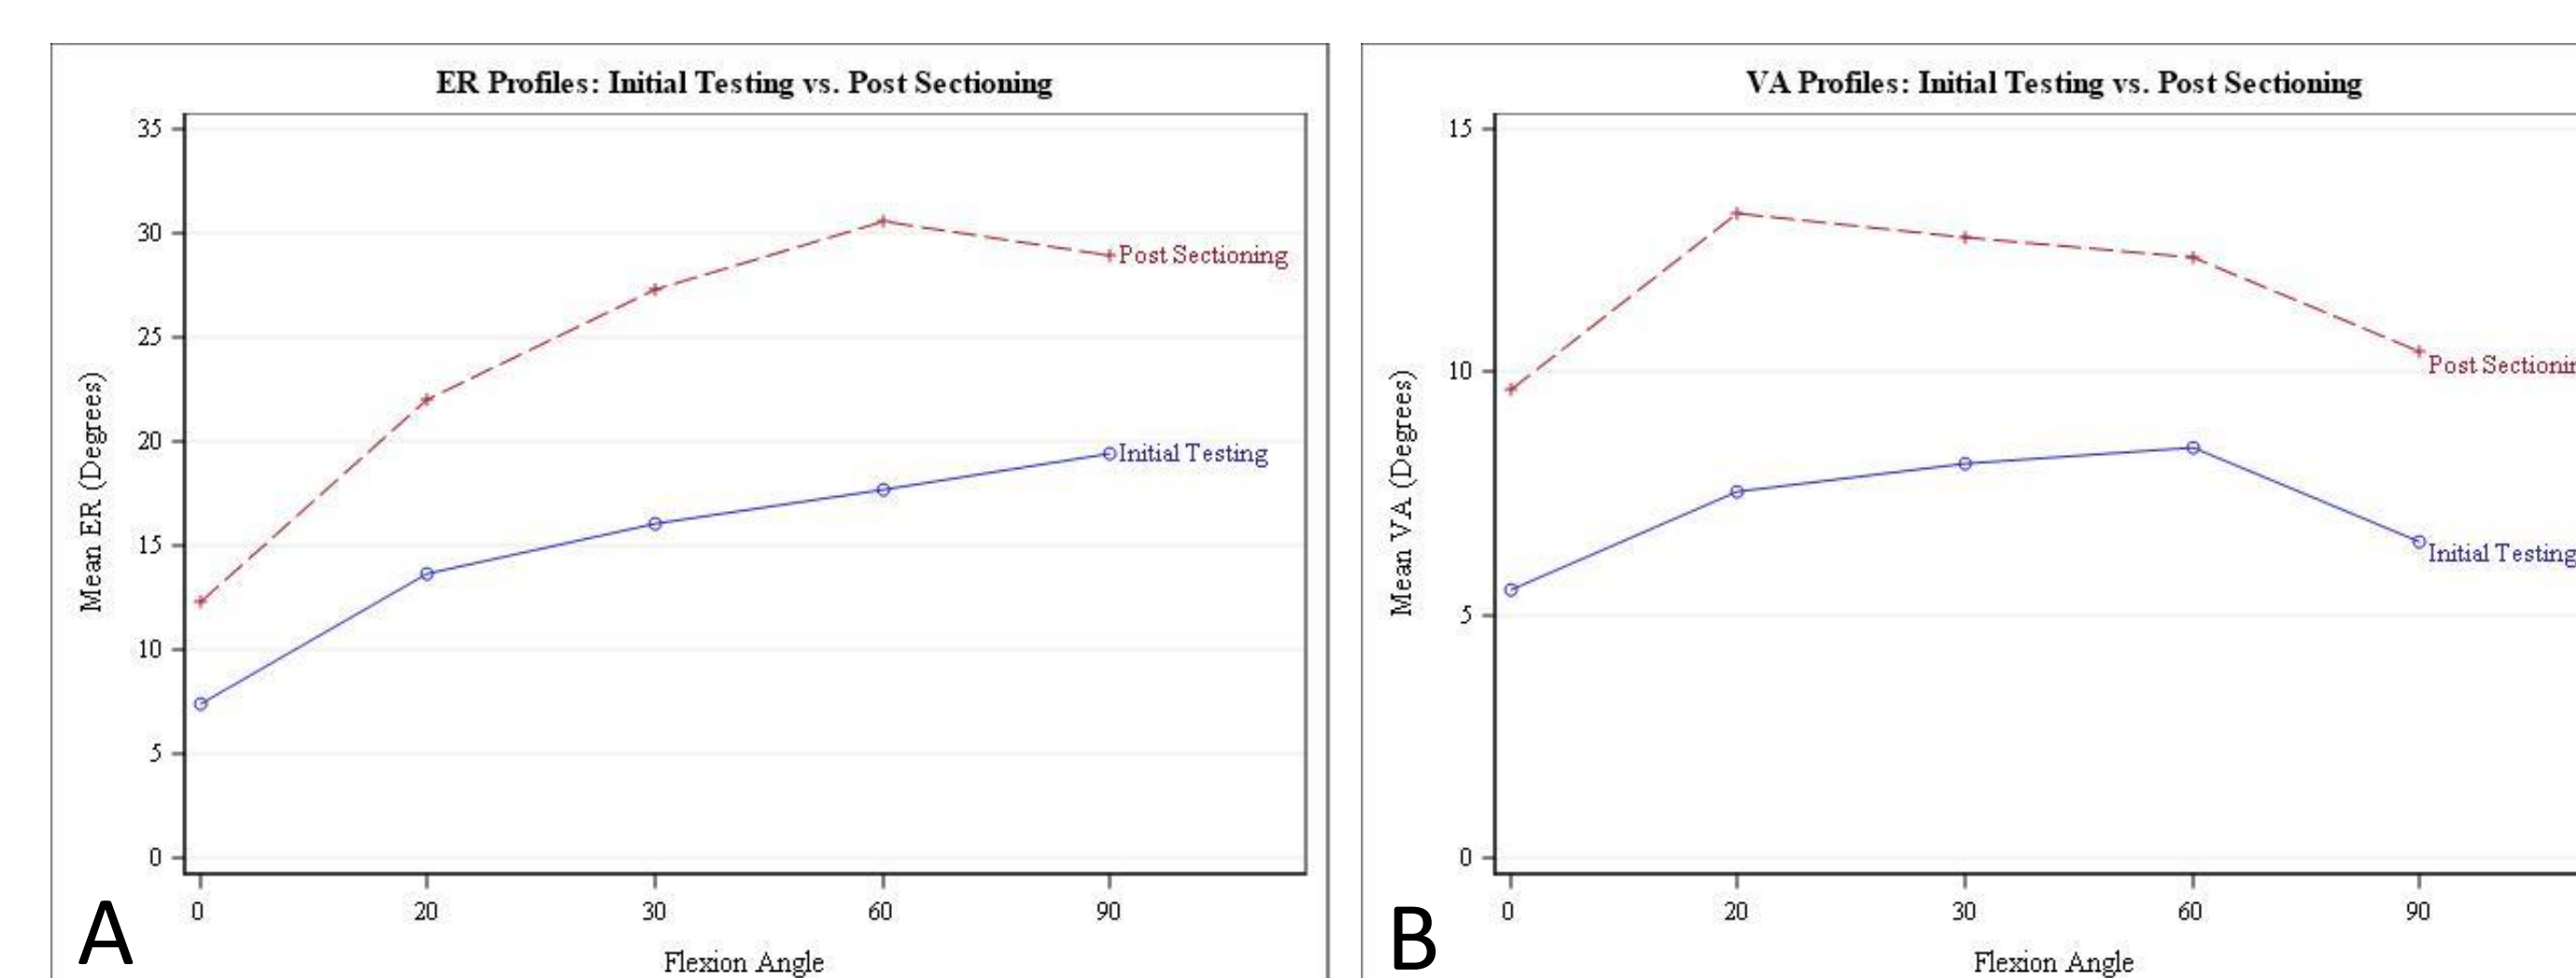 ER Profiles: Initial Testing vs. Post Sectioning
35
30
25
20
15
10
5
0
Mean ER (Degrees)
Post Sectioning
Initial Testing
0 20 30 60 90
Flexion Angle
A
VA Profiles: Initial Testing vs. Post Sectioning
15
10
5
0
Mean VA (Degrees)
Post Sectionin
Initial Testing
0 20 30 60 90
Flexion Angle
B